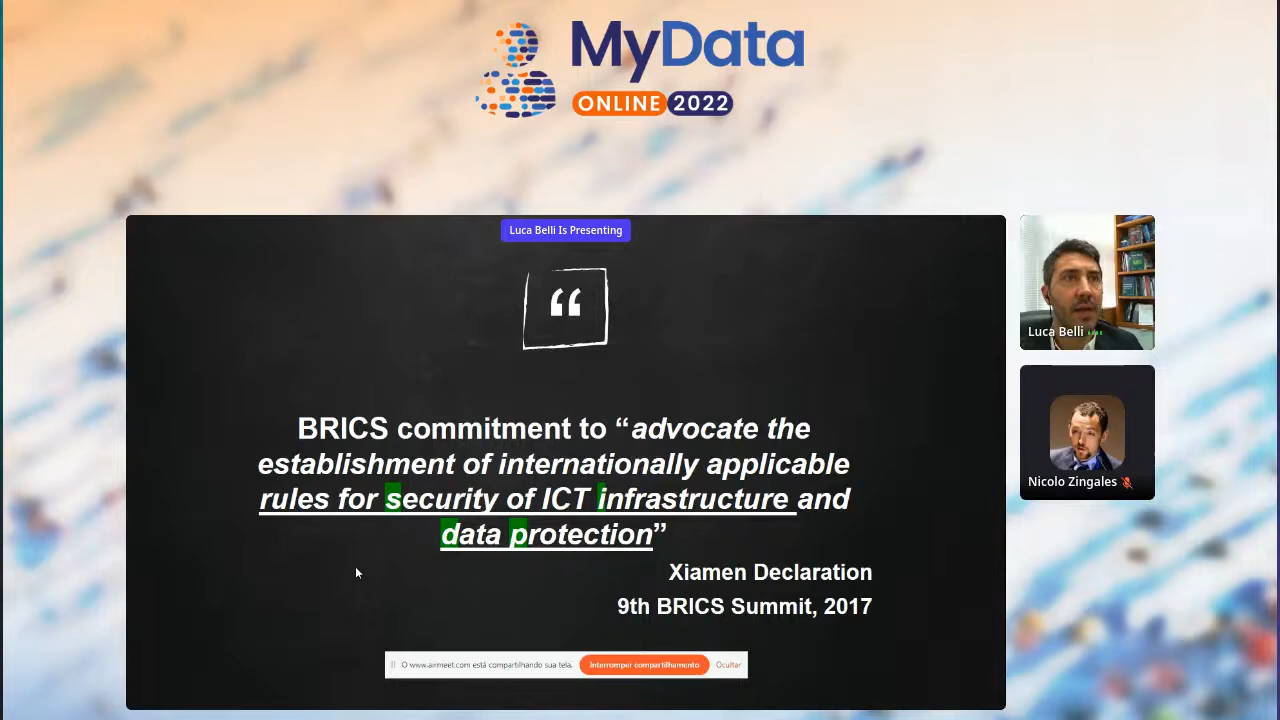 MyData
ONLINE 2022
Luca Belli Is Presenting
“
BRICS commitment to “advocate the
establishment of internationally applicable
rules for security of ICT infrastructure and
data protection”
Xiamen Declaration
9th BRICS Summit, 2017
O www.airmeet.com está compartilhando sua tela.
Interromper compartilhamento
Ocultar
Luca Belli
Nicolo Zingales